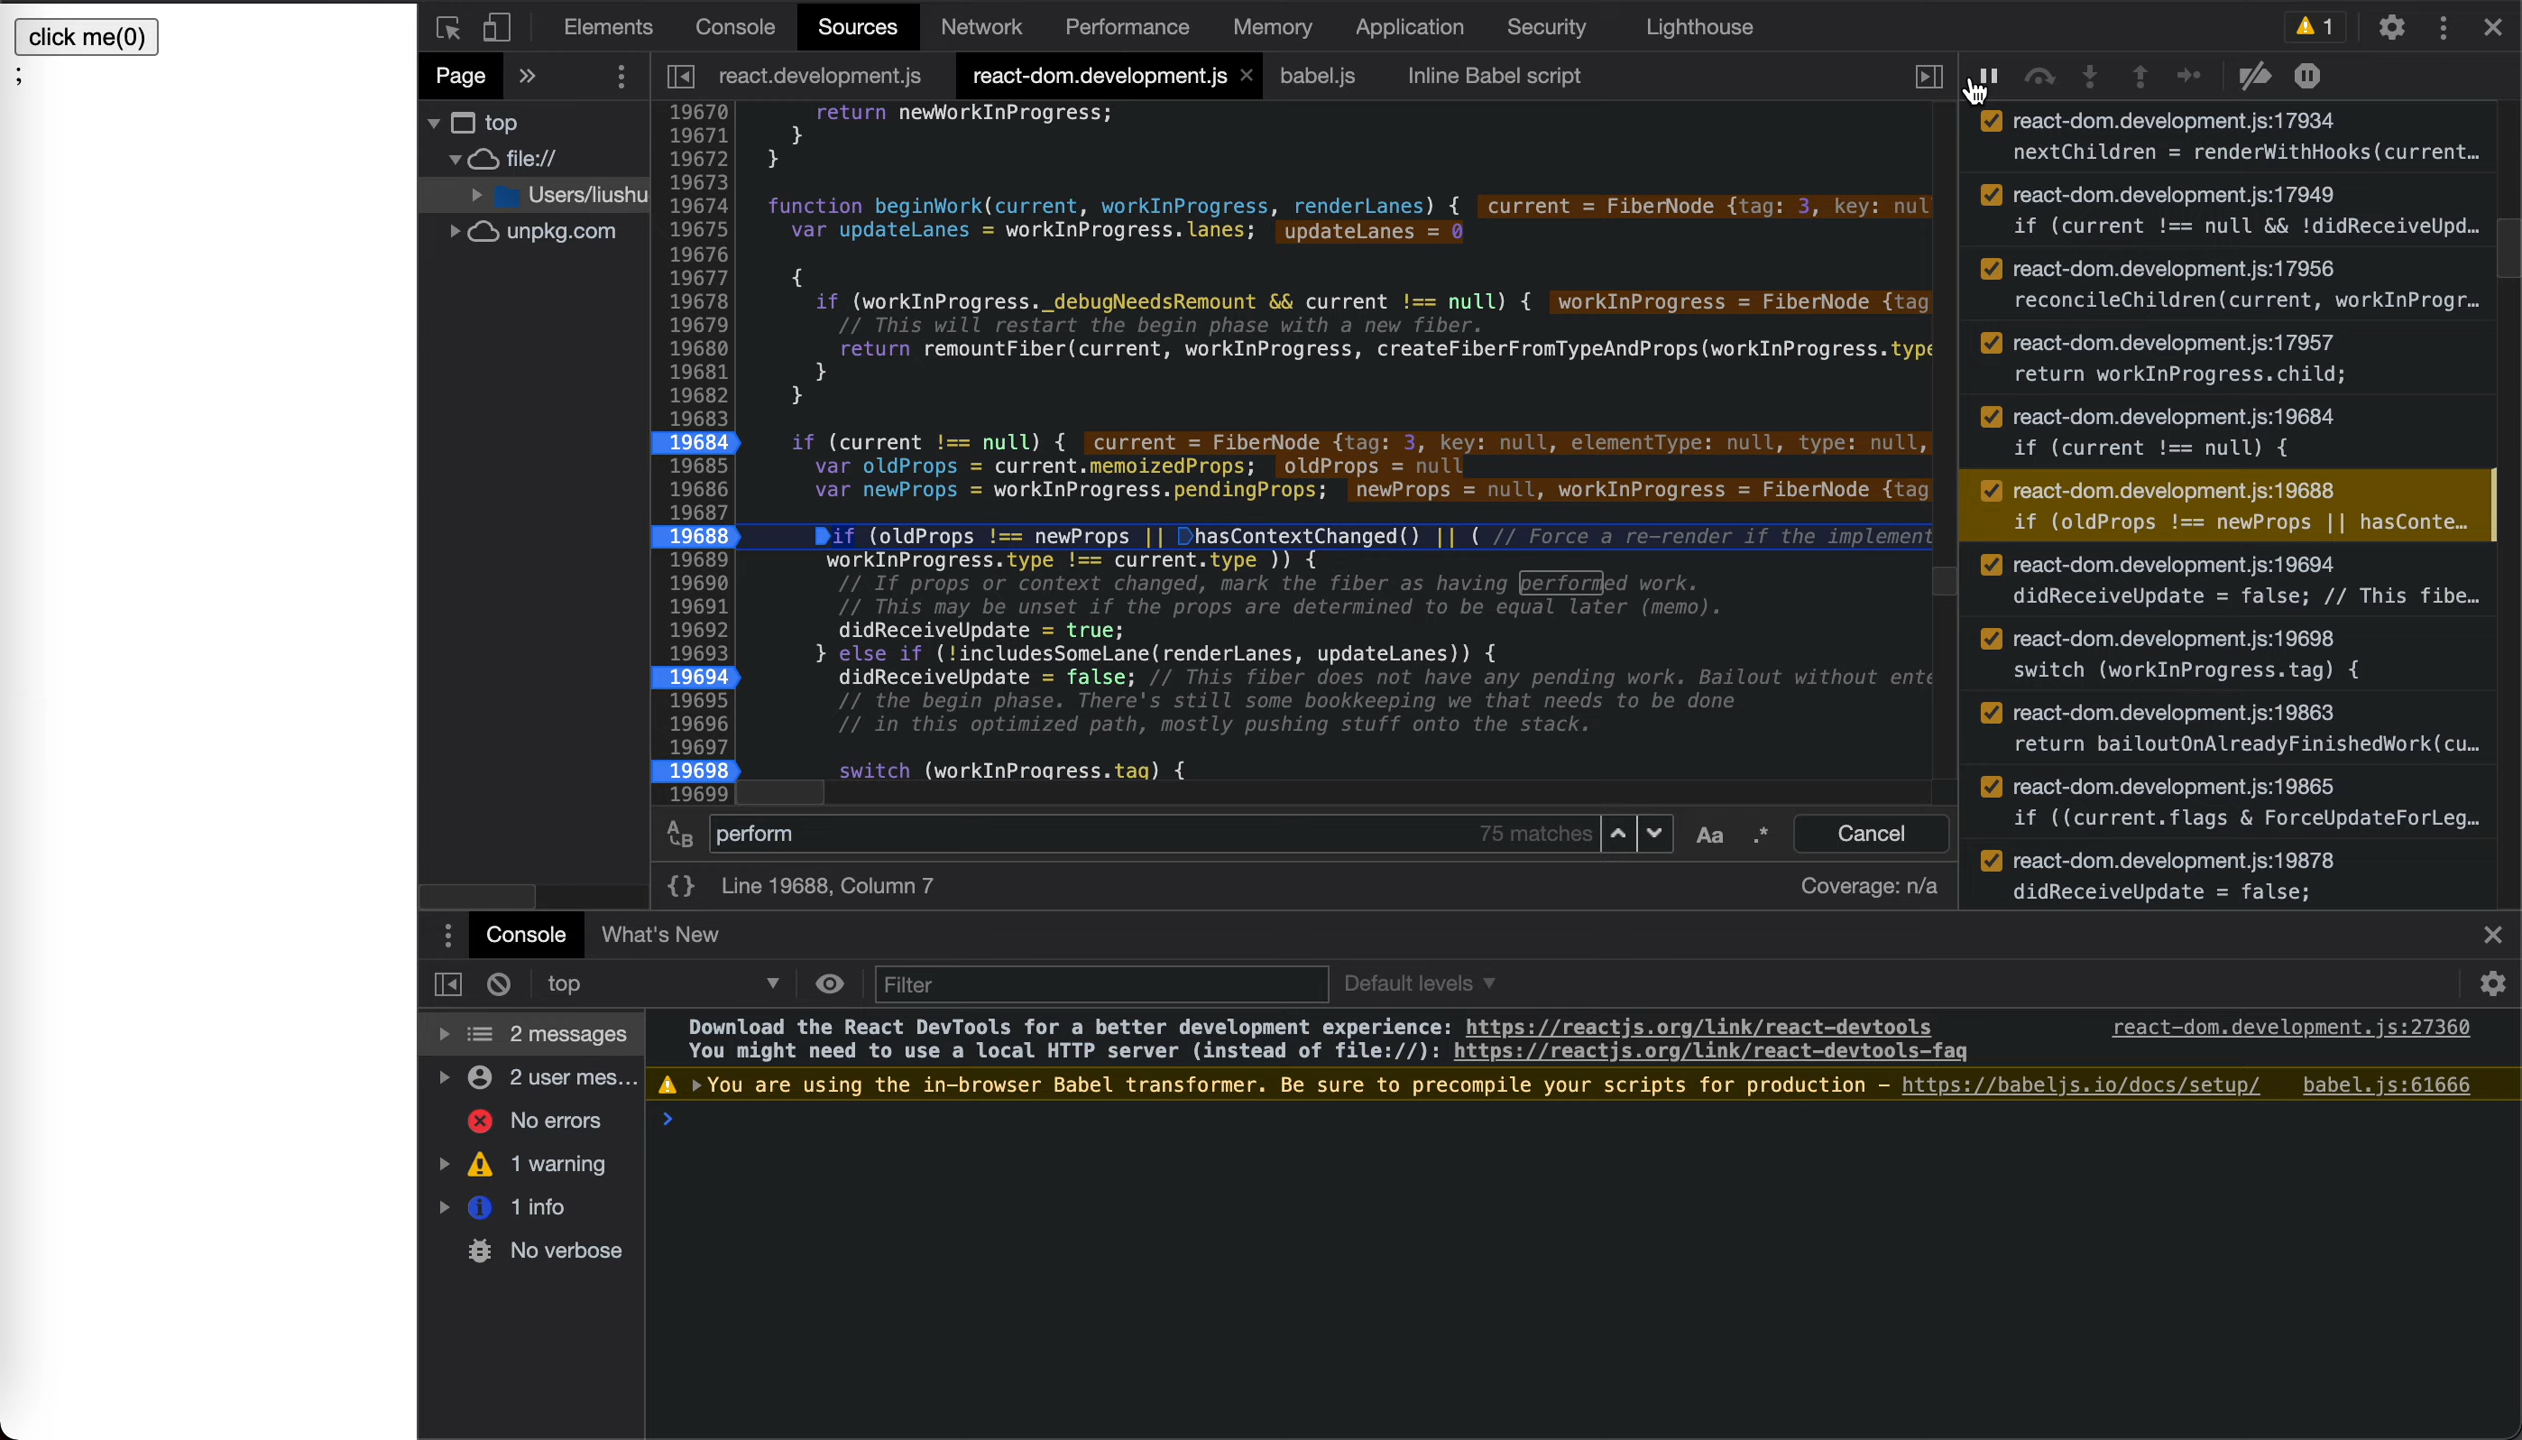 click me(0)
;
Elements Console Sources Network Performance Memory Application Security Lighthouse 1
Page
react.development.js react-dom.development.js babel.js Inline Babel script
top
file://
Users/liushu
unpkg.com
19670 return newWorkInProgress;
19671 }
19672 }
19673
19674 function beginWork(current, workInProgress, renderLanes) { current = FiberNode {tag: 3, key: nul
19675 var updateLanes = workInProgress.lanes; updateLanes = 0
19676
19677 {
19678 if (workInProgress._debugNeedsRemount && current !== null) { workInProgress = FiberNode {tag
19679 // This will restart the begin phase with a new fiber.
19680 return remountFiber(current, workInProgress, createFiberFromTypeAndProps(workInProgress.type
19681 }
19682 }
19683
19684 if (current !== null) { current = FiberNode {tag: 3, key: null, elementType: null, type: null,
19685 var oldProps = current.memoizedProps; oldProps = null
19686 var newProps = workInProgress.pendingProps; newProps = null, workInProgress = FiberNode {tag
19687
19688 if (oldProps !== newProps || hasContextChanged() || ( // Force a re-render if the implement
19689 workInProgress.type !== current.type )) {
19690 // If props or context changed, mark the fiber as having performed work.
19691 // This may be unset if the props are determined to be equal later (memo).
19692 didReceiveUpdate = true;
19693 } else if (!includesSomeLane(renderLanes, updateLanes)) {
19694 didReceiveUpdate = false; // This fiber does not have any pending work. Bailout without ente
19695 // the begin phase. There's still some bookkeeping we that needs to be done
19696 // in this optimized path, mostly pushing stuff onto the stack.
19697
19698 switch (workInProgress.tag) {
19699
perform 75 matches Aa .* Cancel
{} Line 19688, Column 7 Coverage: n/a
react-dom.development.js:17934
nextChildren = renderWithHooks(current…
react-dom.development.js:17949
if (current !== null && !didReceiveUpd…
react-dom.development.js:17956
reconcileChildren(current, workInProgr…
react-dom.development.js:17957
return workInProgress.child;
react-dom.development.js:19684
if (current !== null) {
react-dom.development.js:19688
if (oldProps !== newProps || hasConte…
react-dom.development.js:19694
didReceiveUpdate = false; // This fibe…
react-dom.development.js:19698
switch (workInProgress.tag) {
react-dom.development.js:19863
return bailoutOnAlreadyFinishedWork(cu…
react-dom.development.js:19865
if ((current.flags & ForceUpdateForLeg…
react-dom.development.js:19878
didReceiveUpdate = false;
Console What's New
top Filter Default levels
2 messages
2 user mes…
No errors
1 warning
1 info
No verbose
Download the React DevTools for a better development experience: https://reactjs.org/link/react-devtools react-dom.development.js:27360
You might need to use a local HTTP server (instead of file://): https://reactjs.org/link/react-devtools-faq
You are using the in-browser Babel transformer. Be sure to precompile your scripts for production – https://babeljs.io/docs/setup/ babel.js:61666